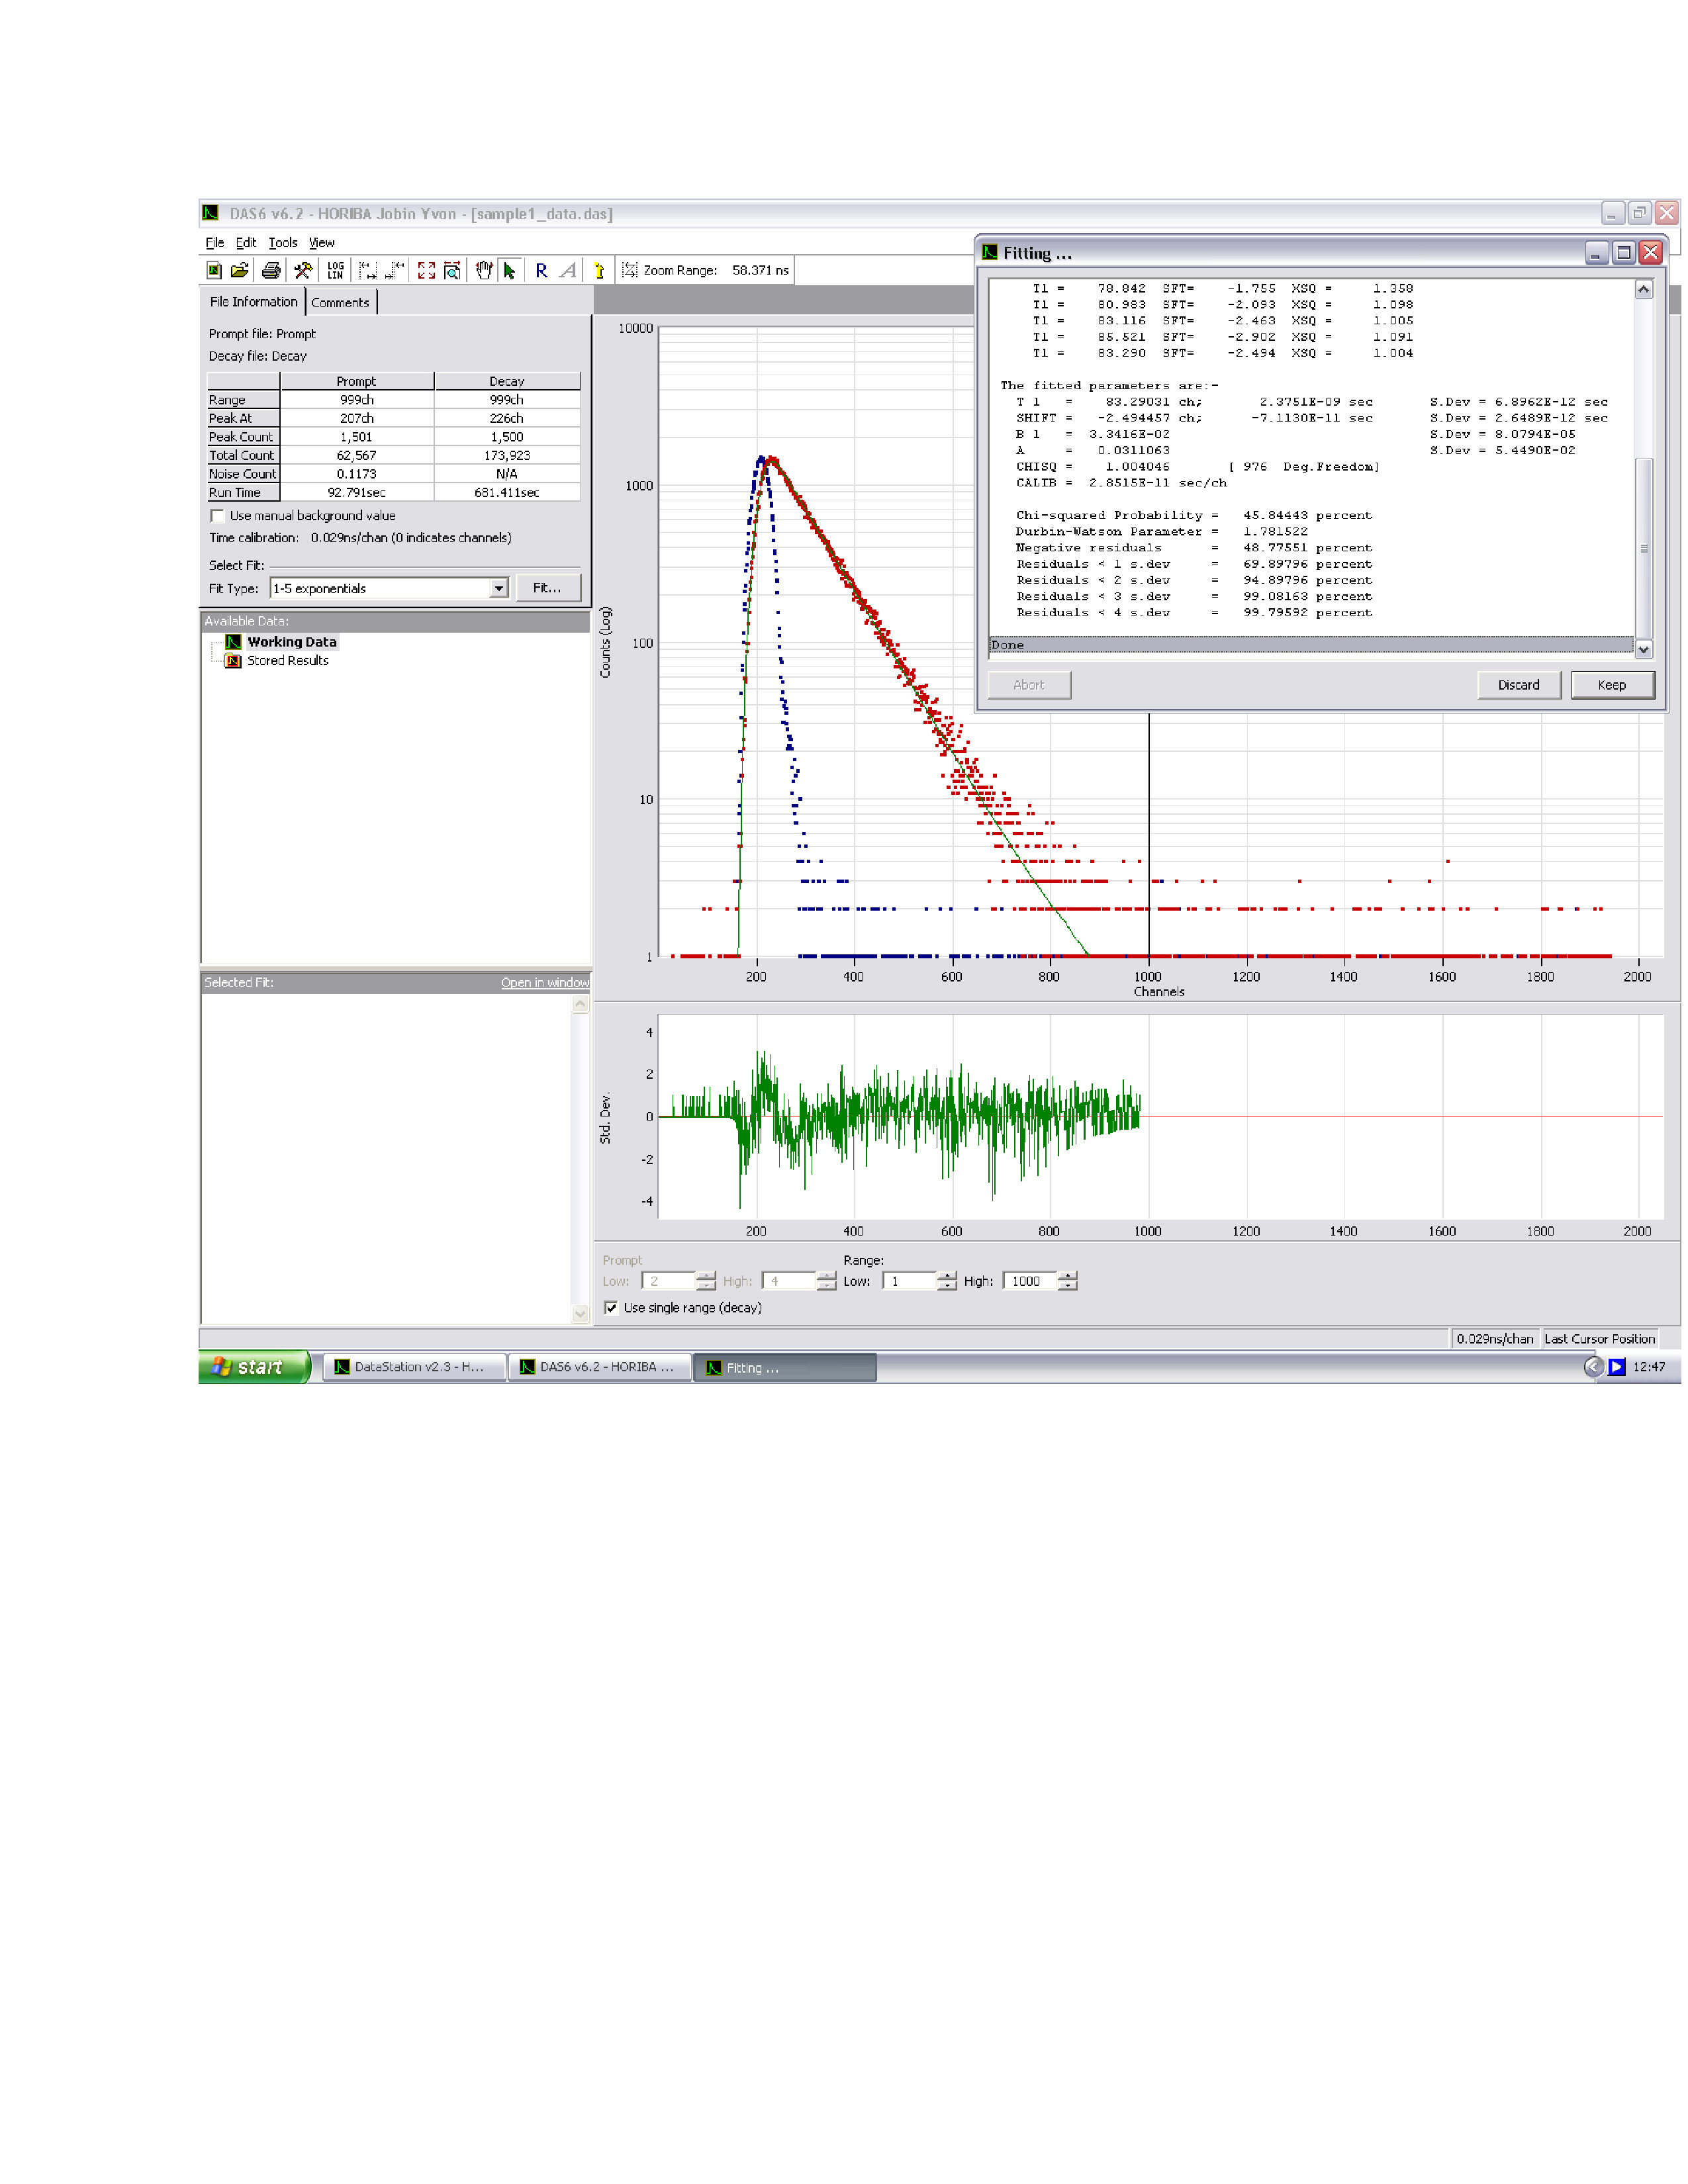 DAS6 v6.2 - HORIBA Jobin Yvon - [sample1_data.das]
File Edit Tools View
LOG LIN R A Zoom Range: 58.371 ns
File Information Comments
Prompt file: Prompt
Decay file: Decay
Prompt Decay
Range 999ch 999ch
Peak At 207ch 226ch
Peak Count 1,501 1,500
Total Count 62,567 173,923
Noise Count 0.1173 N/A
Run Time 92.791sec 681.411sec
Use manual background value
Time calibration: 0.029ns/chan (0 indicates channels)
Select Fit:
Fit Type: 1-5 exponentials Fit...
Available Data:
Working Data
Stored Results
Selected Fit: Open in window
Fitting ...
T1 = 78.842 SFT= -1.755 XSQ = 1.358
T1 = 80.983 SFT= -2.093 XSQ = 1.098
T1 = 83.116 SFT= -2.463 XSQ = 1.005
T1 = 85.521 SFT= -2.902 XSQ = 1.091
T1 = 83.290 SFT= -2.494 XSQ = 1.004
The fitted parameters are:-
T 1 = 83.29031 ch; 2.3751E-09 sec S.Dev = 6.8962E-12 sec
SHIFT = -2.494457 ch; -7.1130E-11 sec S.Dev = 2.6489E-12 sec
B 1 = 3.3416E-02 S.Dev = 8.0794E-05
A = 0.0311063 S.Dev = 5.4490E-02
CHISQ = 1.004046 [ 976 Deg.Freedom]
CALIB = 2.8515E-11 sec/ch
Chi-squared Probability = 45.84443 percent
Durbin-Watson Parameter = 1.781522
Negative residuals = 48.77551 percent
Residuals < 1 s.dev = 69.89796 percent
Residuals < 2 s.dev = 94.89796 percent
Residuals < 3 s.dev = 99.08163 percent
Residuals < 4 s.dev = 99.79592 percent
Done
Abort Discard Keep
10000
1000
100
10
1
Counts (Log)
200 400 600 800 1000 1200 1400 1600 1800 2000
Channels
4
2
0
-2
-4
Std. Dev.
200 400 600 800 1000 1200 1400 1600 1800 2000
Prompt Range:
Low: 2 High: 4 Low: 1 High: 1000
Use single range (decay)
0.029ns/chan Last Cursor Position
start DataStation v2.3 - H... DAS6 v6.2 - HORIBA ... Fitting ... 12:47